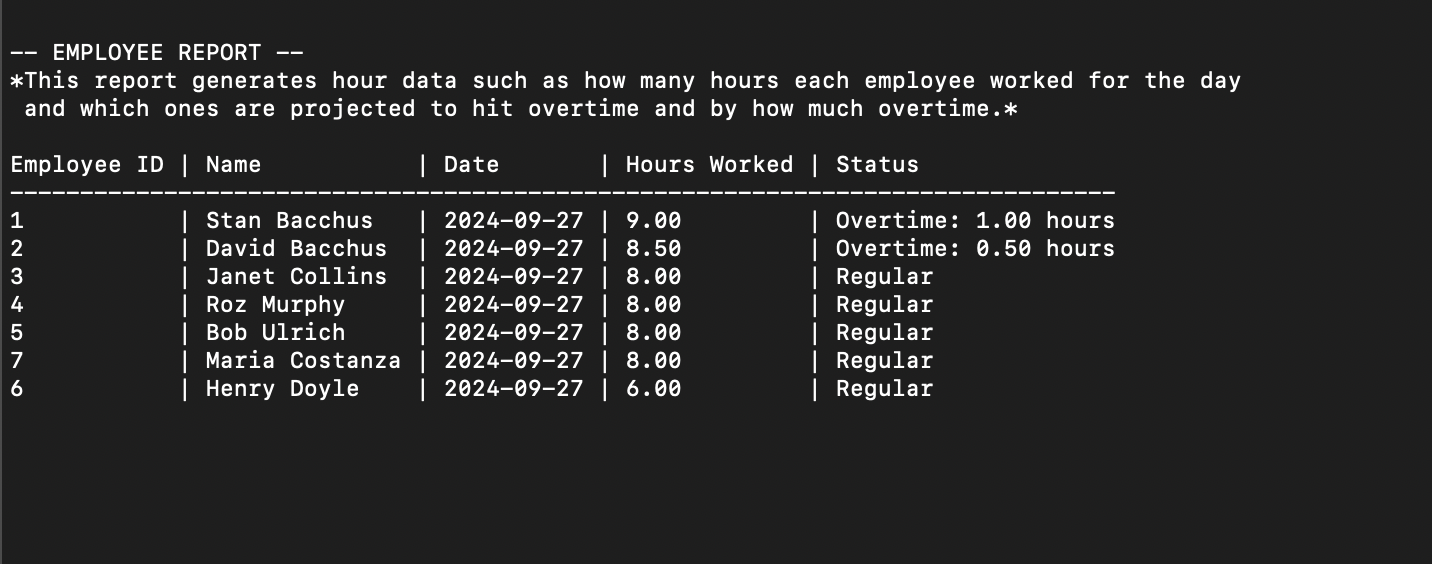 -- EMPLOYEE REPORT --
*This report generates hour data such as how many hours each employee worked for the day
 and which ones are projected to hit overtime and by how much overtime.*
Employee ID | Name           | Date       | Hours Worked | Status
-------------------------------------------------------------------------------
1           | Stan Bacchus   | 2024-09-27 | 9.00         | Overtime: 1.00 hours
2           | David Bacchus  | 2024-09-27 | 8.50         | Overtime: 0.50 hours
3           | Janet Collins  | 2024-09-27 | 8.00         | Regular
4           | Roz Murphy     | 2024-09-27 | 8.00         | Regular
5           | Bob Ulrich     | 2024-09-27 | 8.00         | Regular
7           | Maria Costanza | 2024-09-27 | 8.00         | Regular
6           | Henry Doyle    | 2024-09-27 | 6.00         | Regular